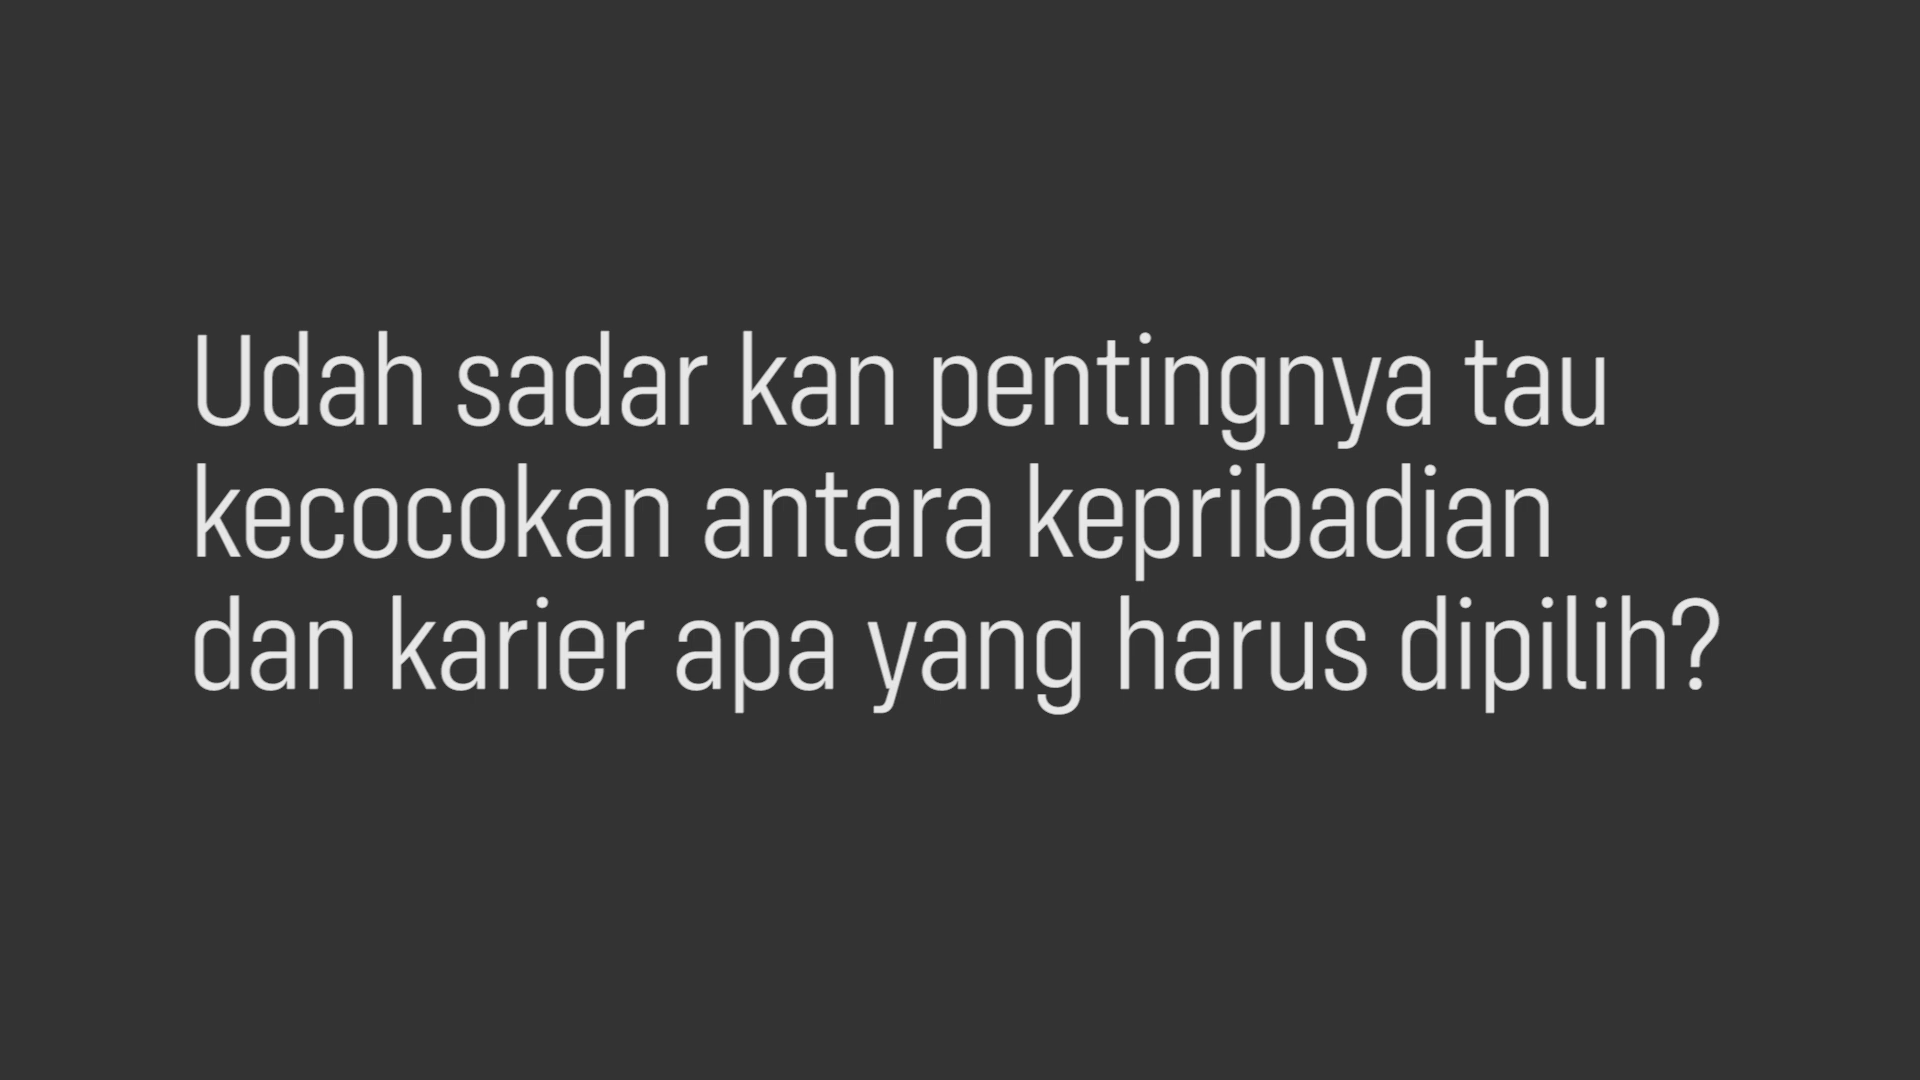 Udah sadar kan pentingnya tau
kecocokan antara kepribadian
dan karier apa yang harus dipilih?